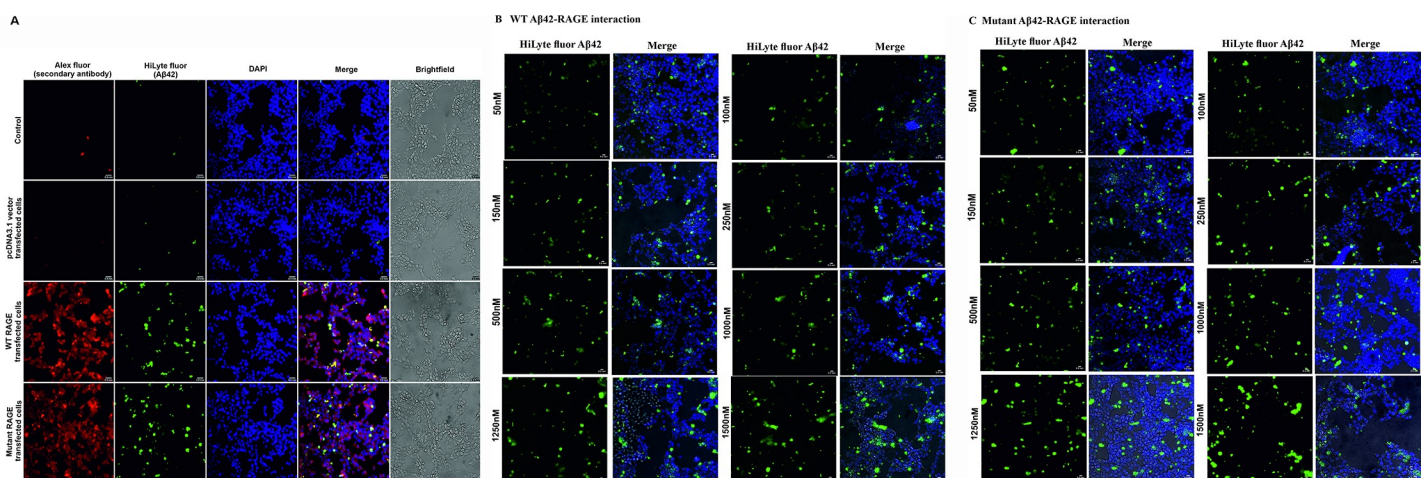 A
Alex fluor
(secondary antibody)
HiLyte fluor
(Aβ42)
DAPI
Merge
Brightfield
Control
pcDNA3.1 vector
transfected cells
WT RAGE
transfected cells
Mutant RAGE
transfected cells
B WT Aβ42-RAGE interaction
HiLyte fluor Aβ42
Merge
HiLyte fluor Aβ42
Merge
50nM
100nM
150nM
250nM
500nM
1000nM
1250nM
1500nM
C Mutant Aβ42-RAGE interaction
HiLyte fluor Aβ42
Merge
HiLyte fluor Aβ42
Merge
50nM
100nM
150nM
250nM
500nM
1000nM
1250nM
1500nM